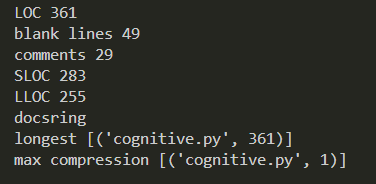 LOC 361
blank lines 49
comments 29
SLOC 283
LLOC 255
docsring
longest [('cognitive.py', 361)]
max compression [('cognitive.py', 1)]